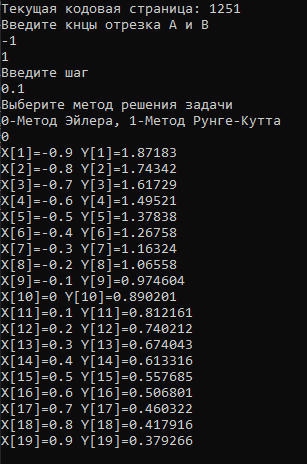 Текущая кодовая страница: 1251
Введите кнцы отрезка A и B
-1
1
Введите шаг
0.1
Выберите метод решения задачи
0-Метод Эйлера, 1-Метод Рунге-Кутта
0
X[1]=-0.9 Y[1]=1.87183
X[2]=-0.8 Y[2]=1.74342
X[3]=-0.7 Y[3]=1.61729
X[4]=-0.6 Y[4]=1.49521
X[5]=-0.5 Y[5]=1.37838
X[6]=-0.4 Y[6]=1.26758
X[7]=-0.3 Y[7]=1.16324
X[8]=-0.2 Y[8]=1.06558
X[9]=-0.1 Y[9]=0.974604
X[10]=0 Y[10]=0.890201
X[11]=0.1 Y[11]=0.812161
X[12]=0.2 Y[12]=0.740212
X[13]=0.3 Y[13]=0.674043
X[14]=0.4 Y[14]=0.613316
X[15]=0.5 Y[15]=0.557685
X[16]=0.6 Y[16]=0.506801
X[17]=0.7 Y[17]=0.460322
X[18]=0.8 Y[18]=0.417916
X[19]=0.9 Y[19]=0.379266